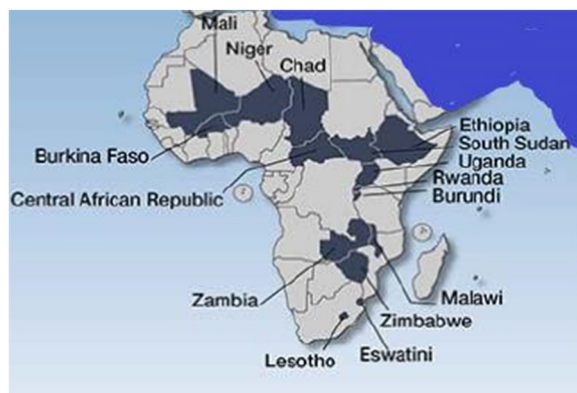 Mali
Niger
Chad
Ethiopia
South Sudan
Uganda
Rwanda
Burundi
Burkina Faso
Central African Republic
Zambia
Malawi
Zimbabwe
Eswatini
Lesotho